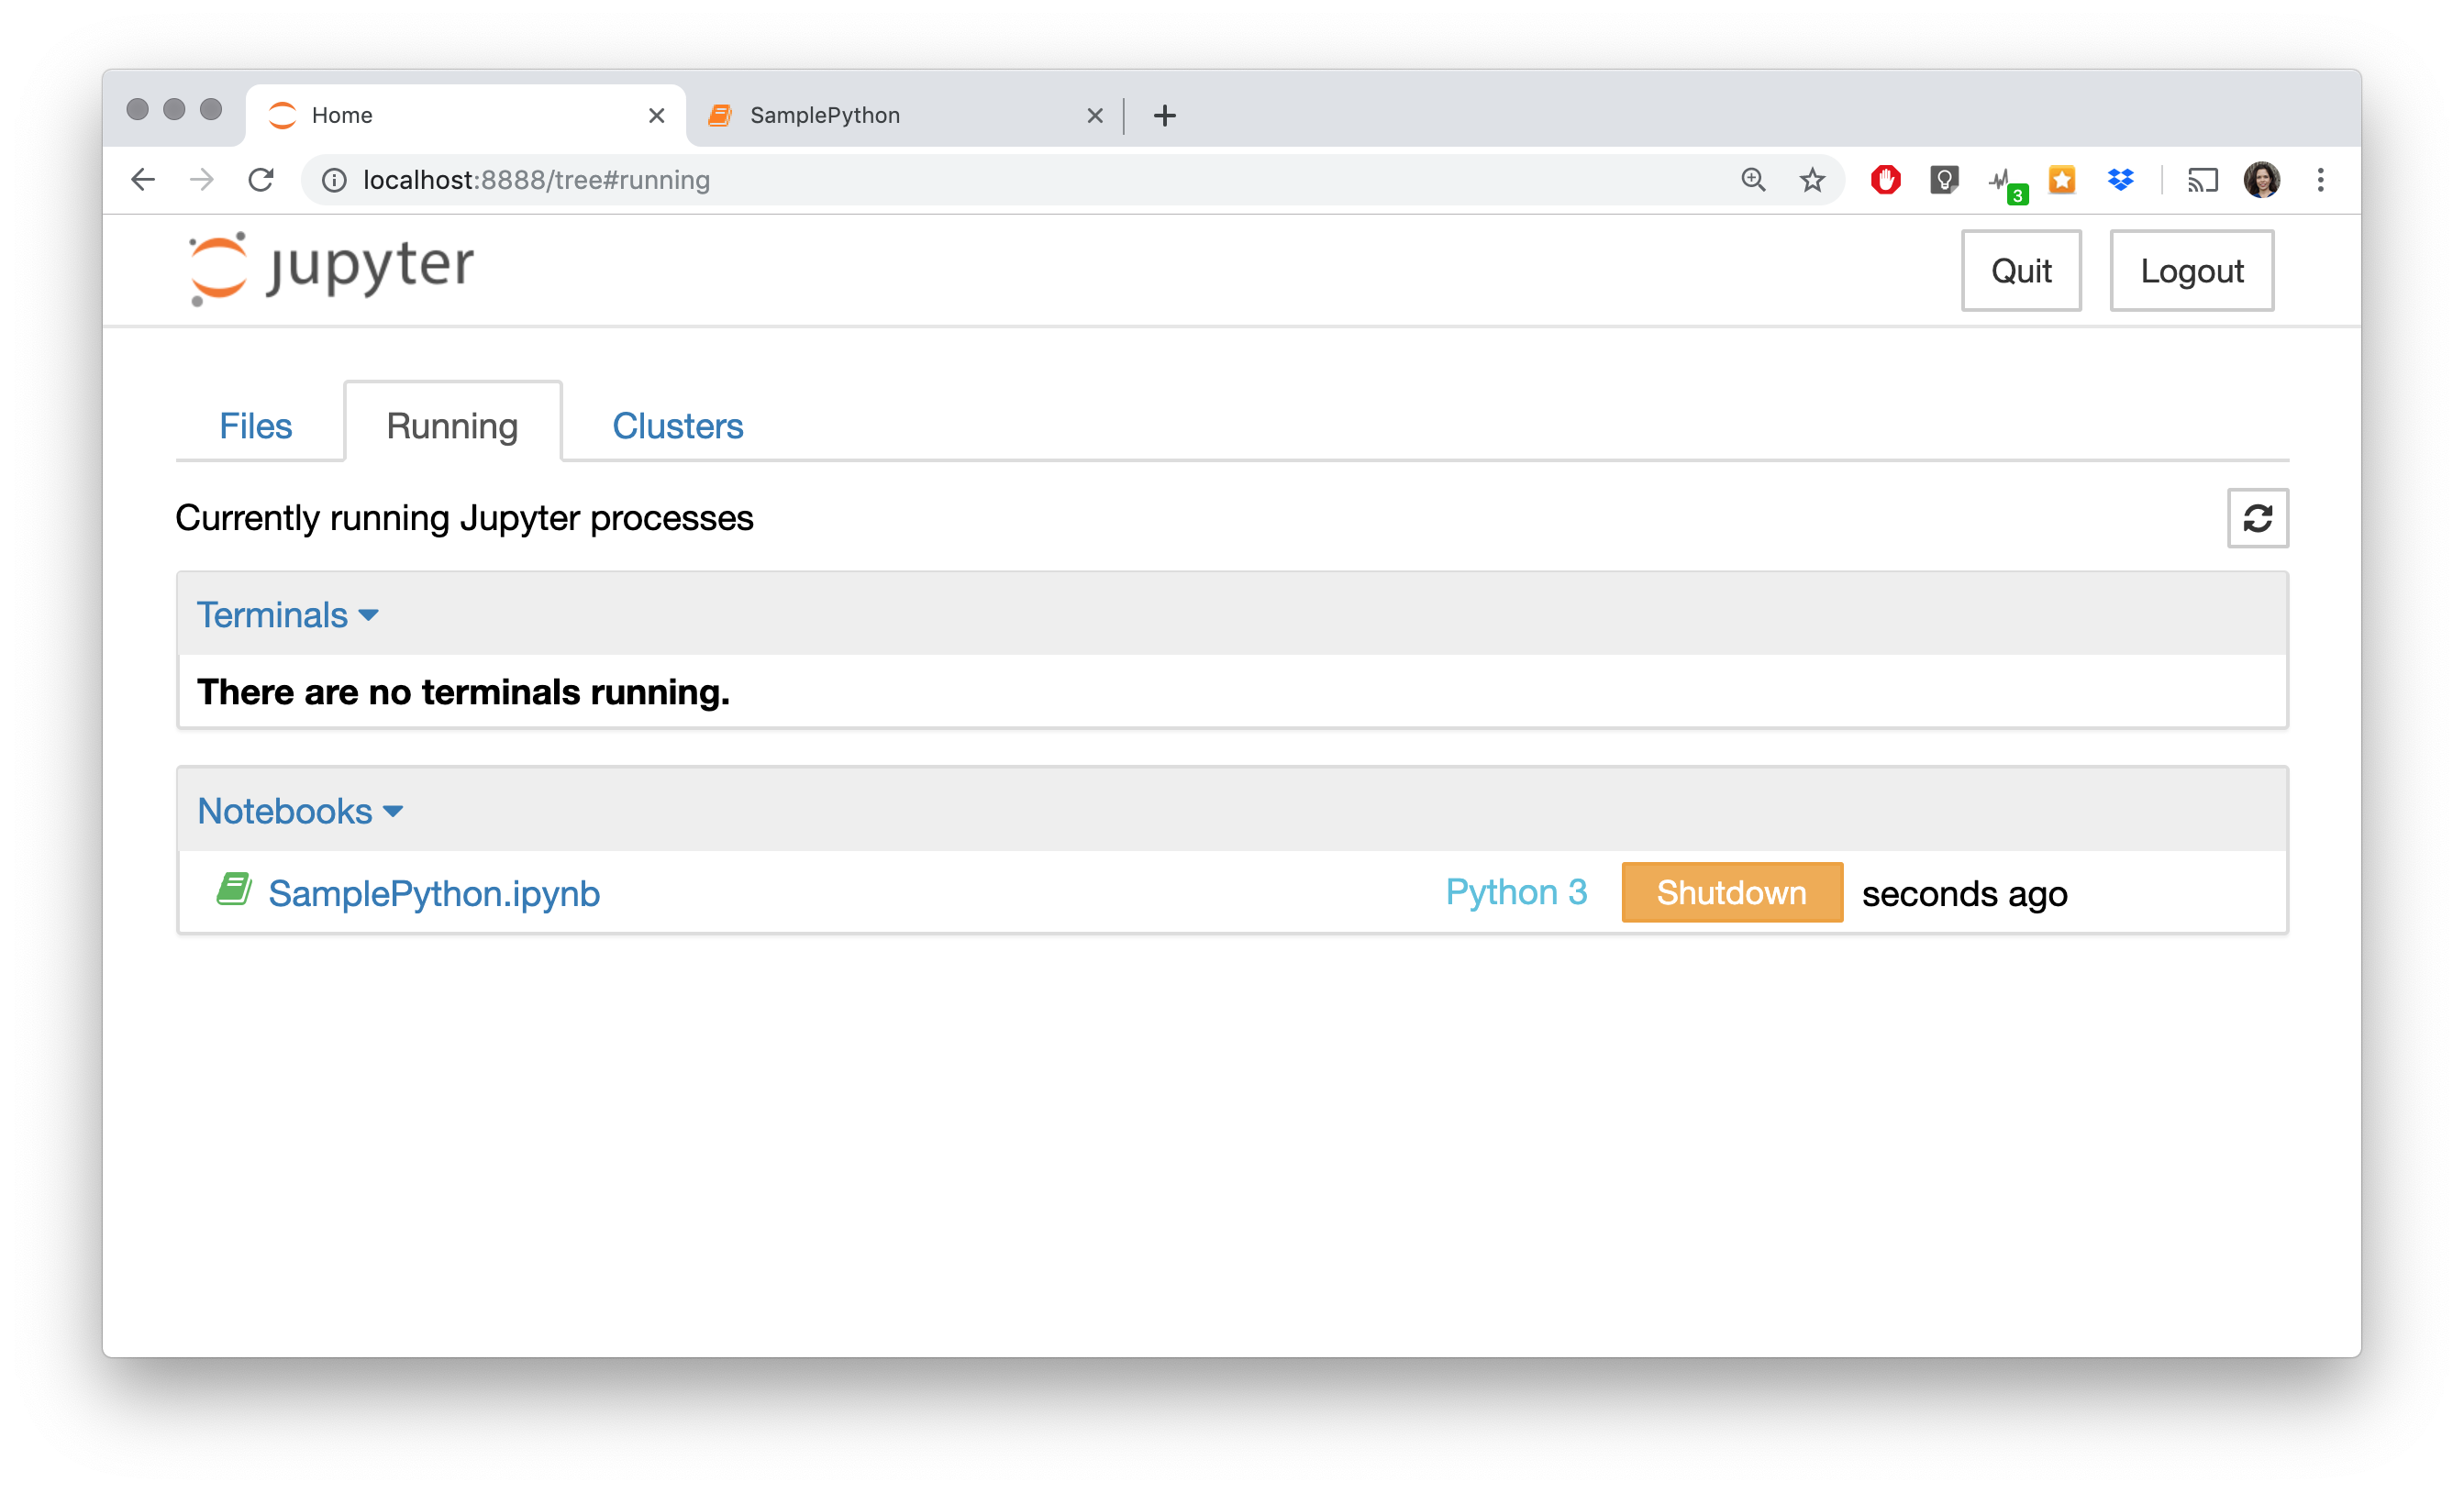 Home
SamplePython
localhost:8888/tree#running
3
jupyter
Quit
Logout
Files
Running
Clusters
Currently running Jupyter processes
Terminals
There are no terminals running.
Notebooks
SamplePython.ipynb
Python 3
Shutdown
seconds ago